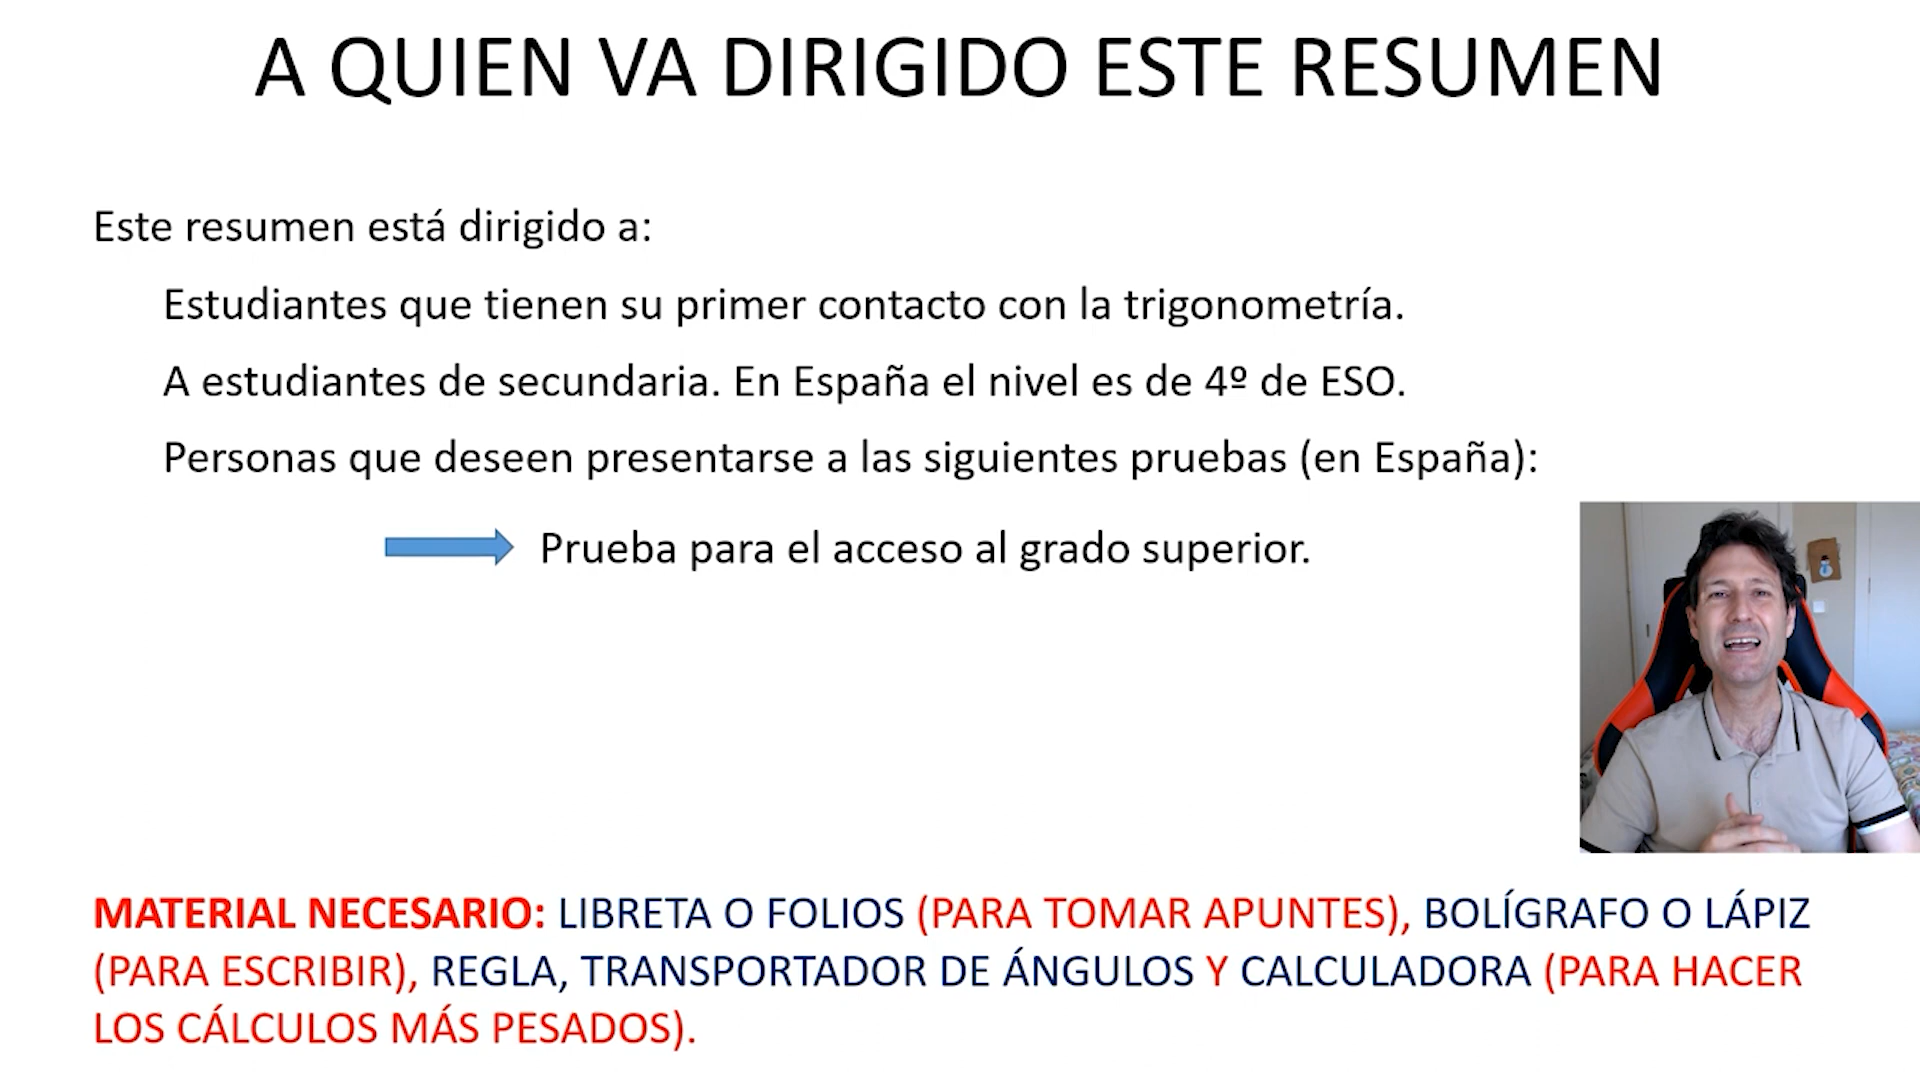 A QUIEN VA DIRIGIDO ESTE RESUMEN
Este resumen está dirigido a:
Estudiantes que tienen su primer contacto con la trigonometría.
A estudiantes de secundaria. En España el nivel es de 4º de ESO.
Personas que deseen presentarse a las siguientes pruebas (en España):
Prueba para el acceso al grado superior.
MATERIAL NECESARIO: LIBRETA O FOLIOS (PARA TOMAR APUNTES), BOLÍGRAFO O LÁPIZ
(PARA ESCRIBIR), REGLA, TRANSPORTADOR DE ÁNGULOS Y CALCULADORA (PARA HACER
LOS CÁLCULOS MÁS PESADOS).